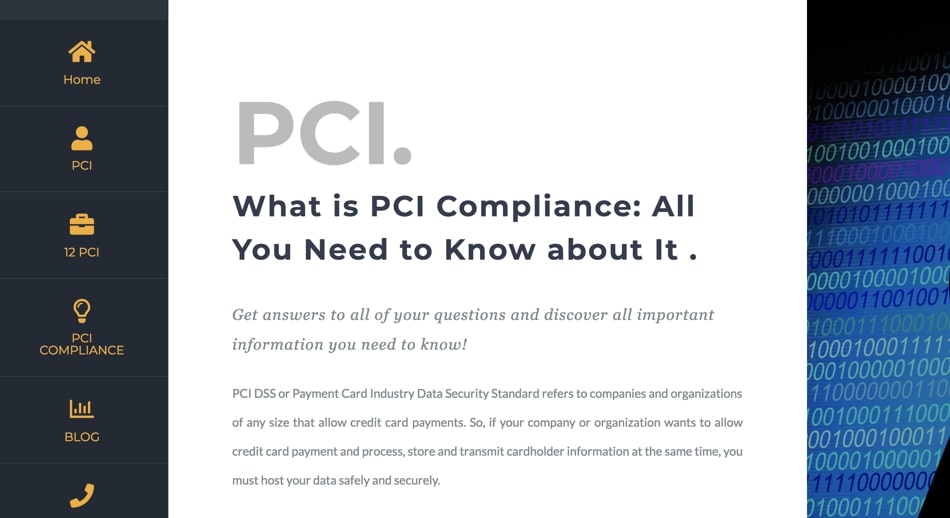 Home
PCI
12 PCI
PCI
COMPLIANCE
BLOG
PCI.
What is PCI Compliance: All
You Need to Know about It .
Get answers to all of your questions and discover all important
information you need to know!
PCI DSS or Payment Card Industry Data Security Standard refers to companies and organizations
of any size that allow credit card payments. So, if your company or organization wants to allow
credit card payment and process, store and transmit cardholder information at the same time, you
must host your data safely and securely.